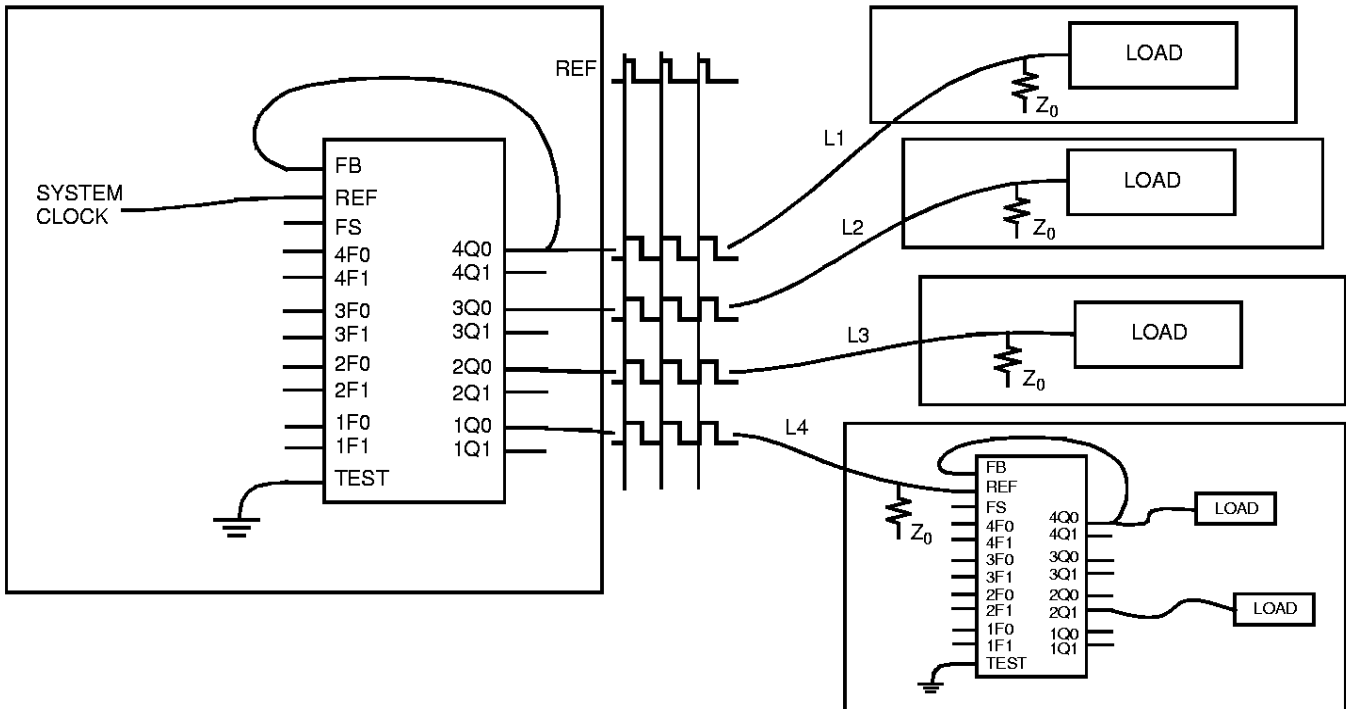 REF
SYSTEM
CLOCK
FB
REF
FS
4F0
4F1
3F0
3F1
2F0
2F1
1F0
1F1
TEST
4Q0
4Q1
3Q0
3Q1
2Q0
2Q1
1Q0
1Q1
L1
L2
L3
L4
LOAD
Z0
LOAD
Z0
LOAD
Z0
Z0
FB
REF
FS
4F0
4F1
3F0
3F1
2F0
2F1
1F0
1F1
TEST
4Q0
4Q1
3Q0
3Q1
2Q0
2Q1
1Q0
1Q1
LOAD
LOAD